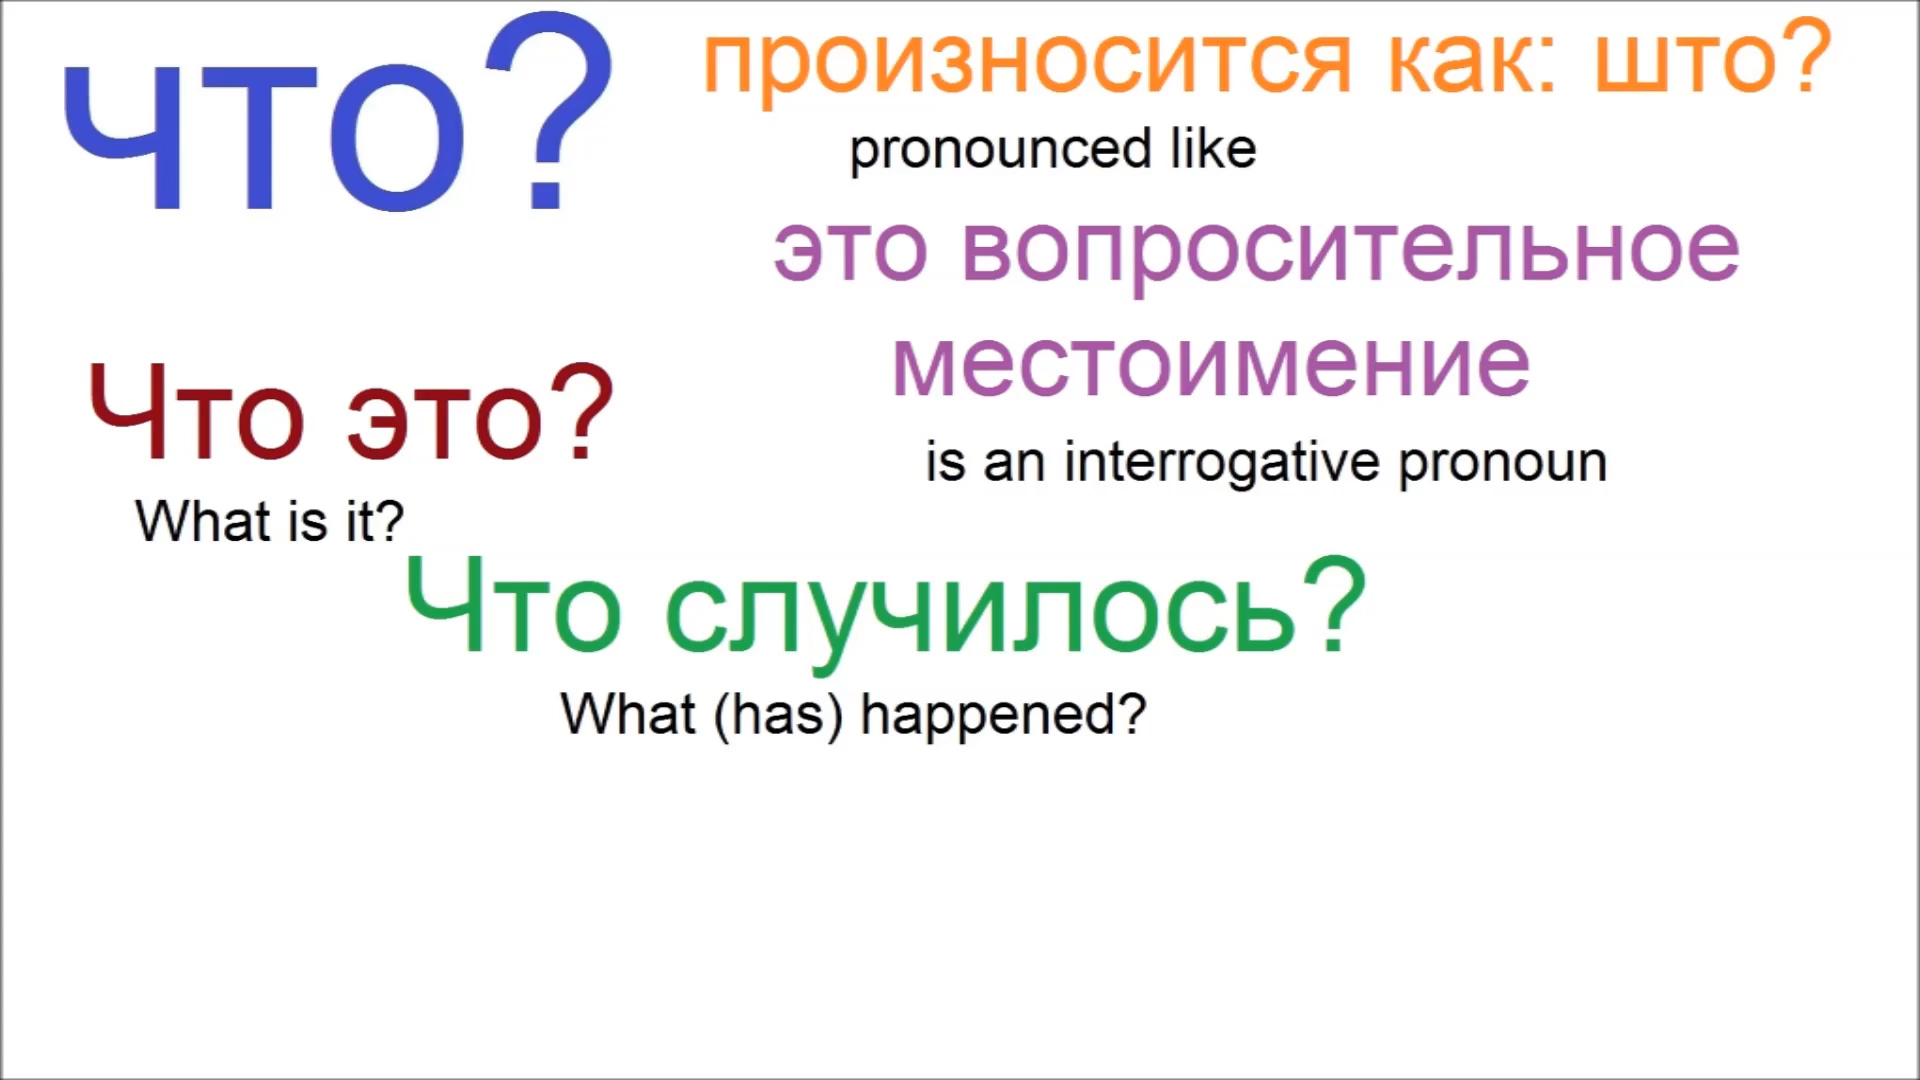 что?
произносится как: што?
pronounced like
это вопросительное
местоимение
is an interrogative pronoun
Что это?
What is it?
Что случилось?
What (has) happened?